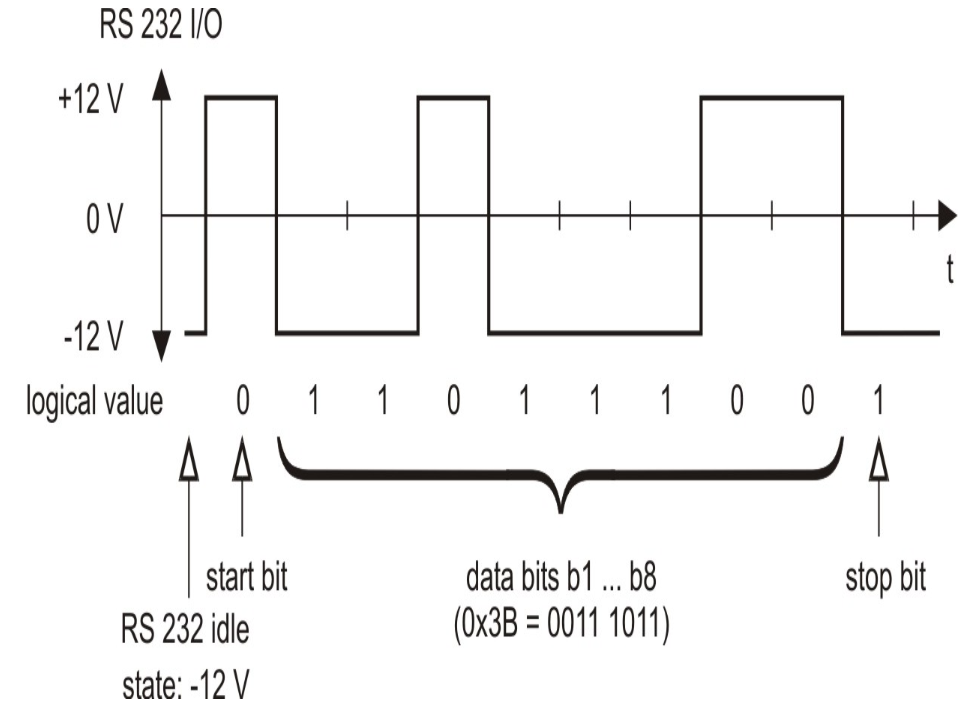 RS 232 I/O
+12 V
0 V
t
-12 V
logical value 0 1 1 0 1 1 1 0 0 1
start bit
data bits b1 ... b8
stop bit
(0x3B = 0011 1011)
RS 232 idle
state: -12 V